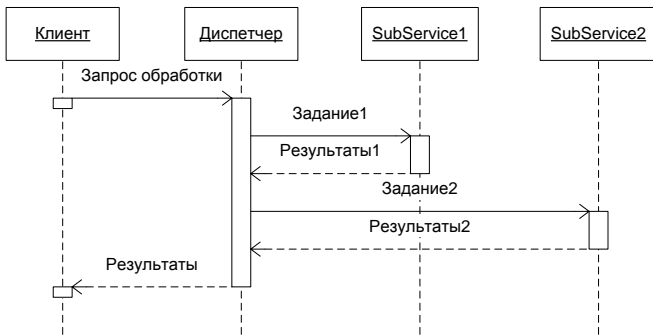 Клиент
Диспетчер
SubService1
SubService2
Запрос обработки
Задание1
Результаты1
Задание2
Результаты2
Результаты